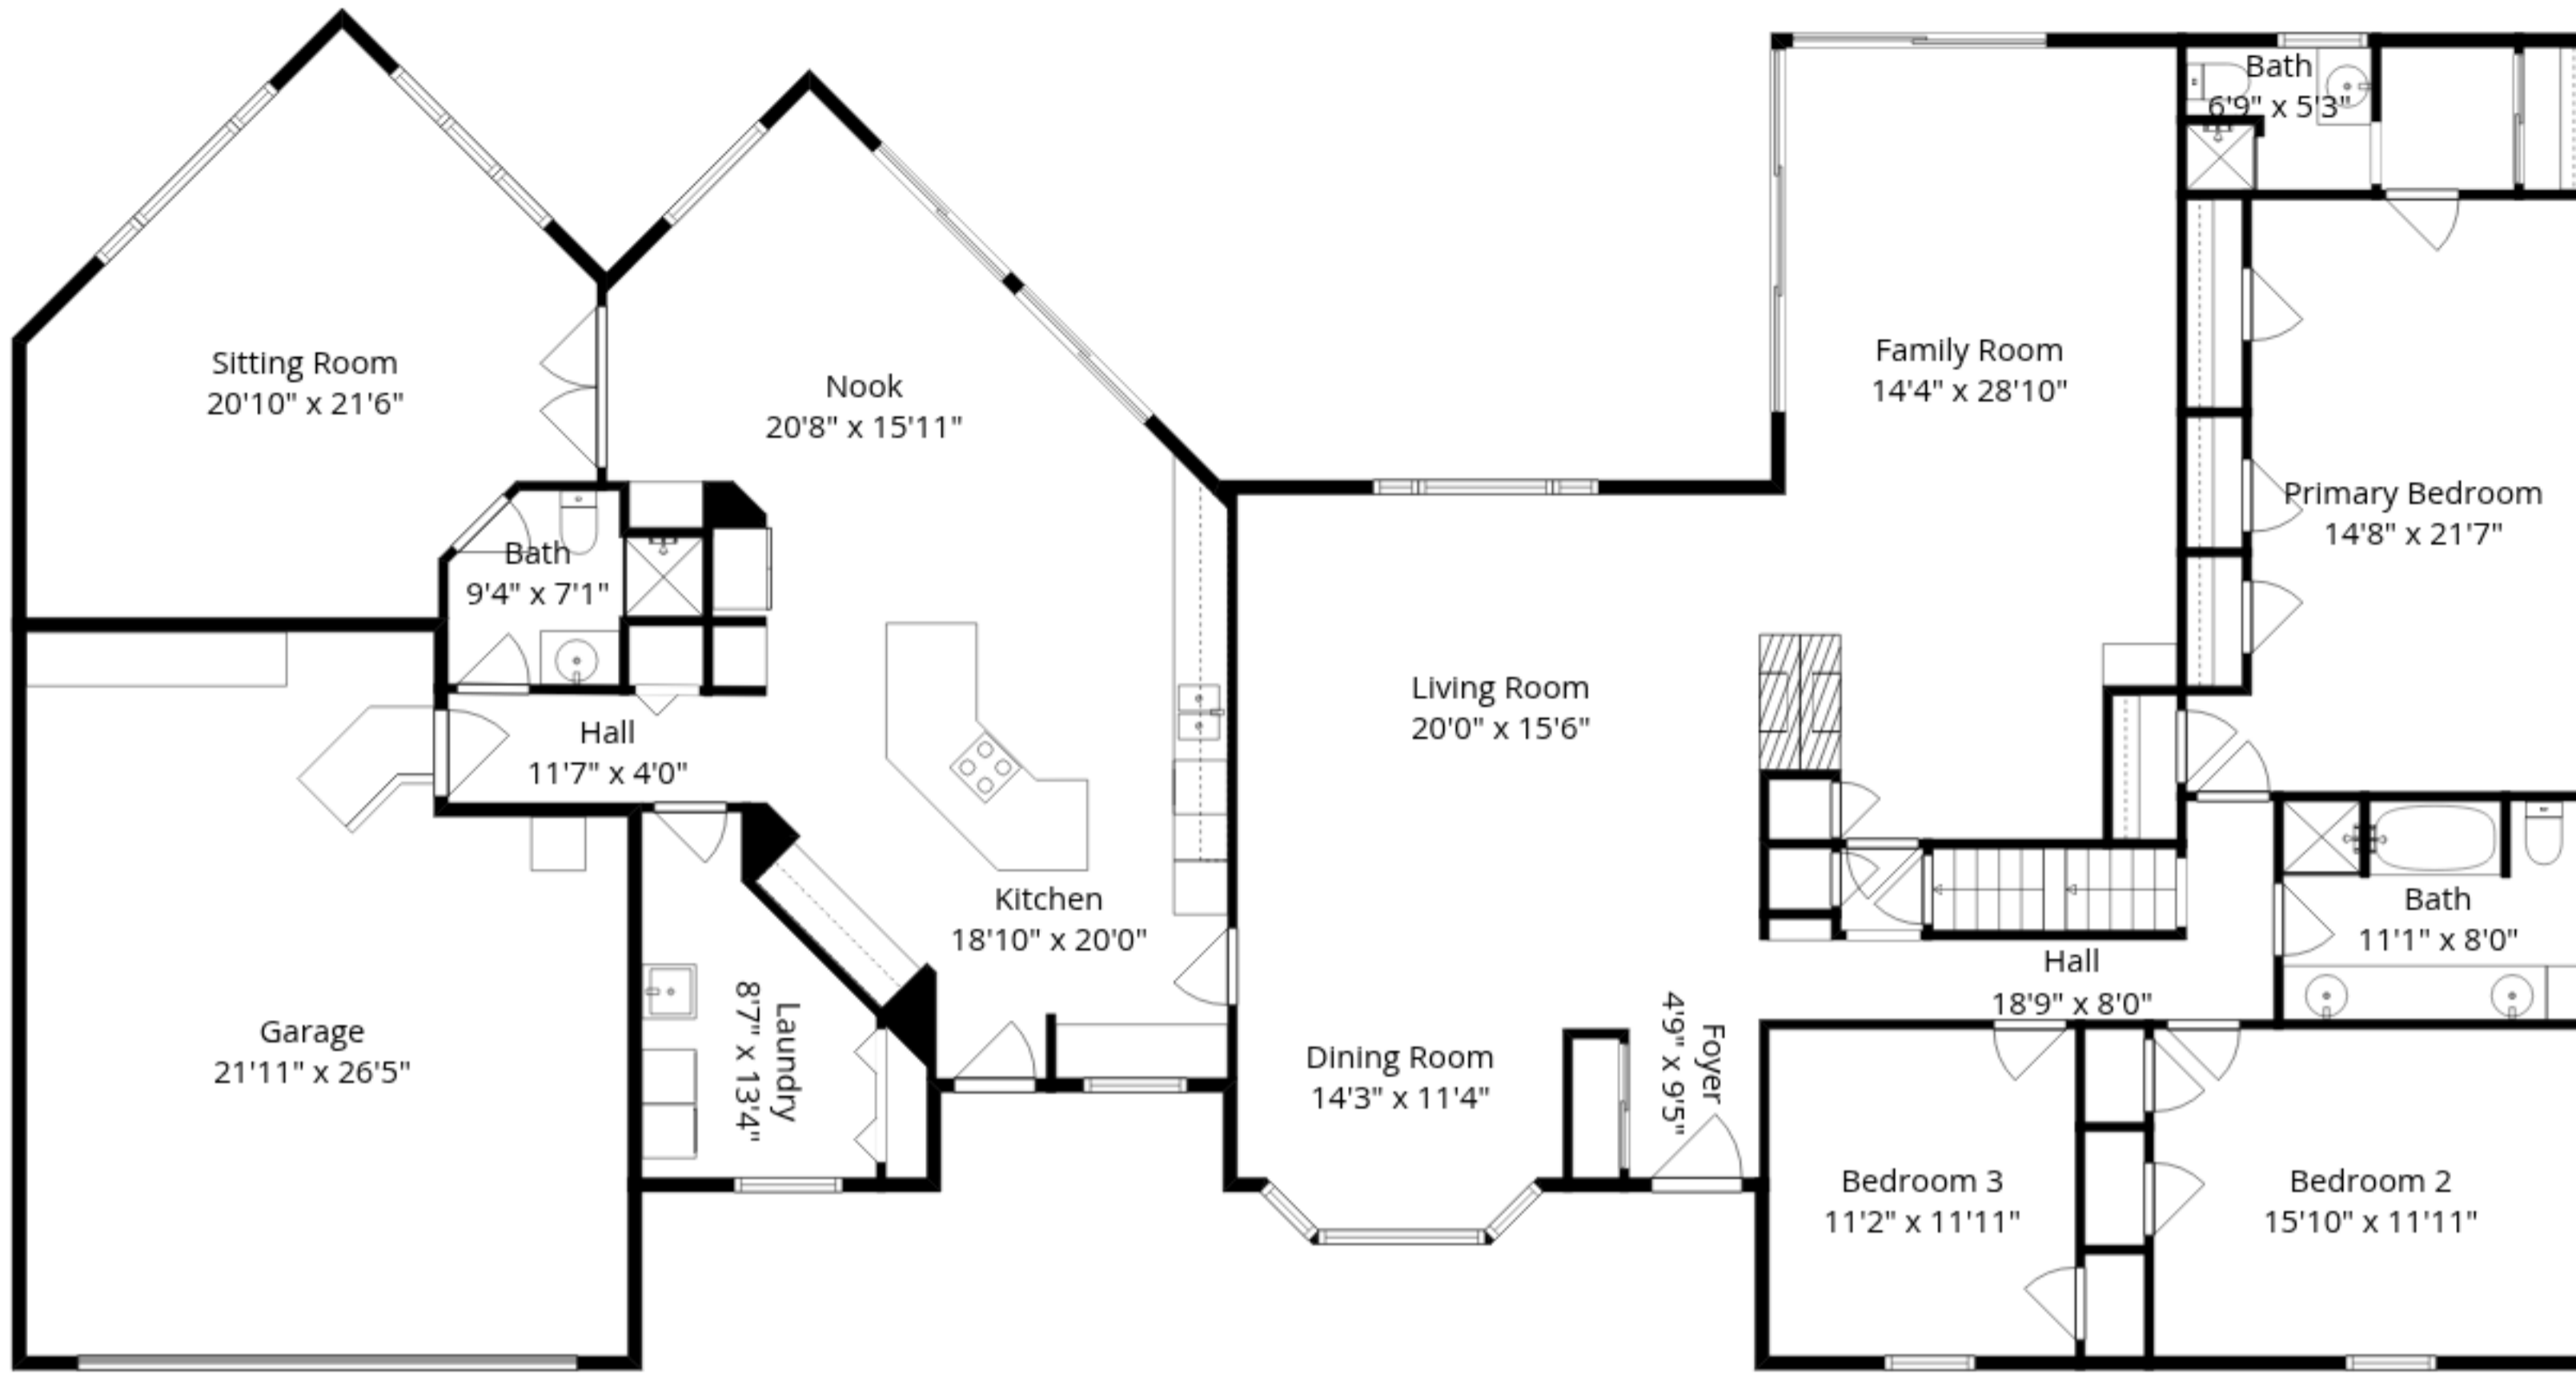 Bath
6'9" x 5'3"
Sitting Room
20'10" x 21'6"
Nook
20'8" x 15'11"
Family Room
14'4" x 28'10"
Primary Bedroom
14'8" x 21'7"
Bath
9'4" x 7'1"
Living Room
20'0" x 15'6"
Hall
11'7" x 4'0"
Kitchen
18'10" x 20'0"
Bath
11'1" x 8'0"
Hall
18'9" x 8'0"
Garage
21'11" x 26'5"
Laundry
8'7" x 13'4"
Dining Room
14'3" x 11'4"
Foyer
4'9" x 9'5"
Bedroom 3
11'2" x 11'11"
Bedroom 2
15'10" x 11'11"